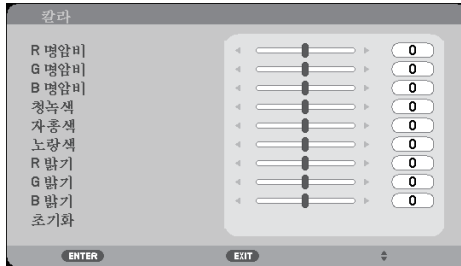 칼라
R 명암비 0
G 명암비 0
B 명암비 0
청녹색 0
자홍색 0
노랑색 0
R 밝기 0
G 밝기 0
B 밝기 0
초기화
ENTER EXIT